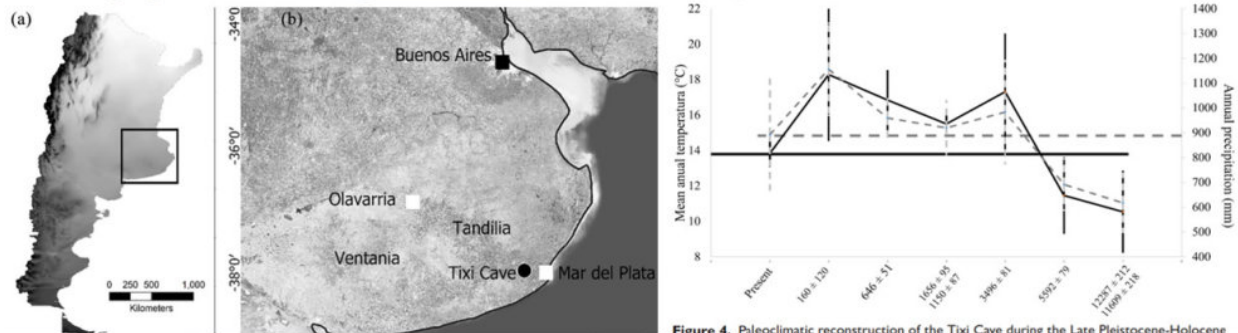 (a)
0 250 500 1,000
Kilometers
(b)
-34.0
-36.0
-38.0
Buenos Aires
Olavarria
Tandilia
Ventania
Tixi Cave
Mar del Plata
22
20
18
16
14
12
10
8
Mean anual temperatura (°C)
1400
1300
1200
1100
1000
900
800
700
600
500
400
Annual precipitation (mm)
Present
160 ± 120
646 ± 51
1656 ± 95
1150 ± 87
3496 ± 81
5592 ± 79
12287 ± 212
11609 ± 218
Figure 4. Paleoclimatic reconstruction of the Tixi Cave during the Late Pleistocene-Holocene